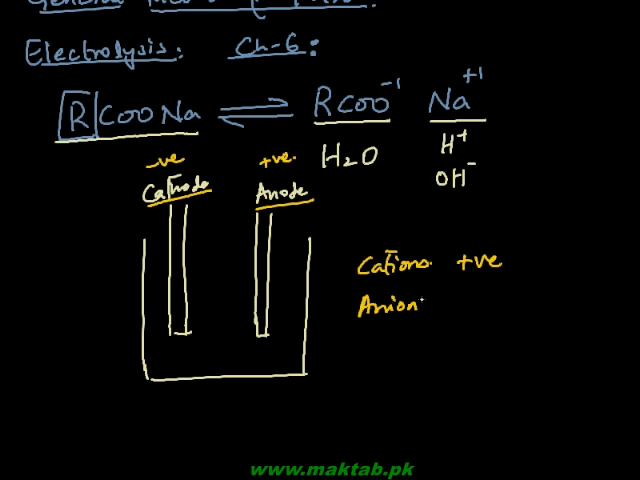 General
Electrolysis: Ch-6:
RCOONa ⇌ RCOO⁻¹ Na⁺¹
H₂O H⁺
OH⁻
-ve +ve
Cathode Anode
Cations +ve
Anion
www.maktab.pk